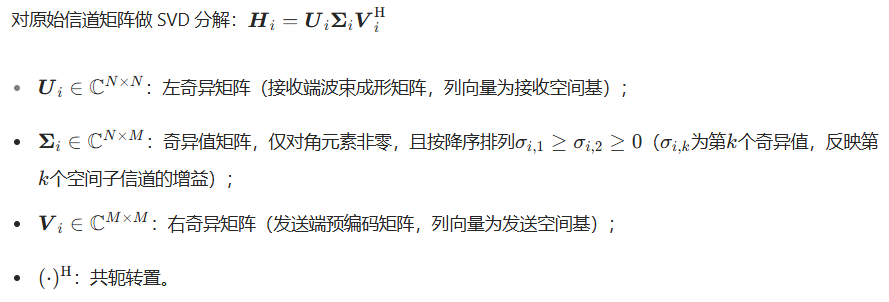 对原始信道矩阵做 SVD 分解：$\boldsymbol{H}_i = \boldsymbol{U}_i \boldsymbol{\Sigma}_i \boldsymbol{V}_i^{\mathrm{H}}$
• $\boldsymbol{U}_i \in \mathbb{C}^{N \times N}$：左奇异矩阵（接收端波束成形矩阵，列向量为接收空间基）；
• $\boldsymbol{\Sigma}_i \in \mathbb{C}^{N \times M}$：奇异值矩阵，仅对角元素非零，且按降序排列$\sigma_{i,1} \geq \sigma_{i,2} \geq 0$（$\sigma_{i,k}$为第$k$个奇异值，反映第
$k$个空间子信道的增益）；
• $\boldsymbol{V}_i \in \mathbb{C}^{M \times M}$：右奇异矩阵（发送端预编码矩阵，列向量为发送空间基）；
• $(\cdot)^{\mathrm{H}}$：共轭转置。